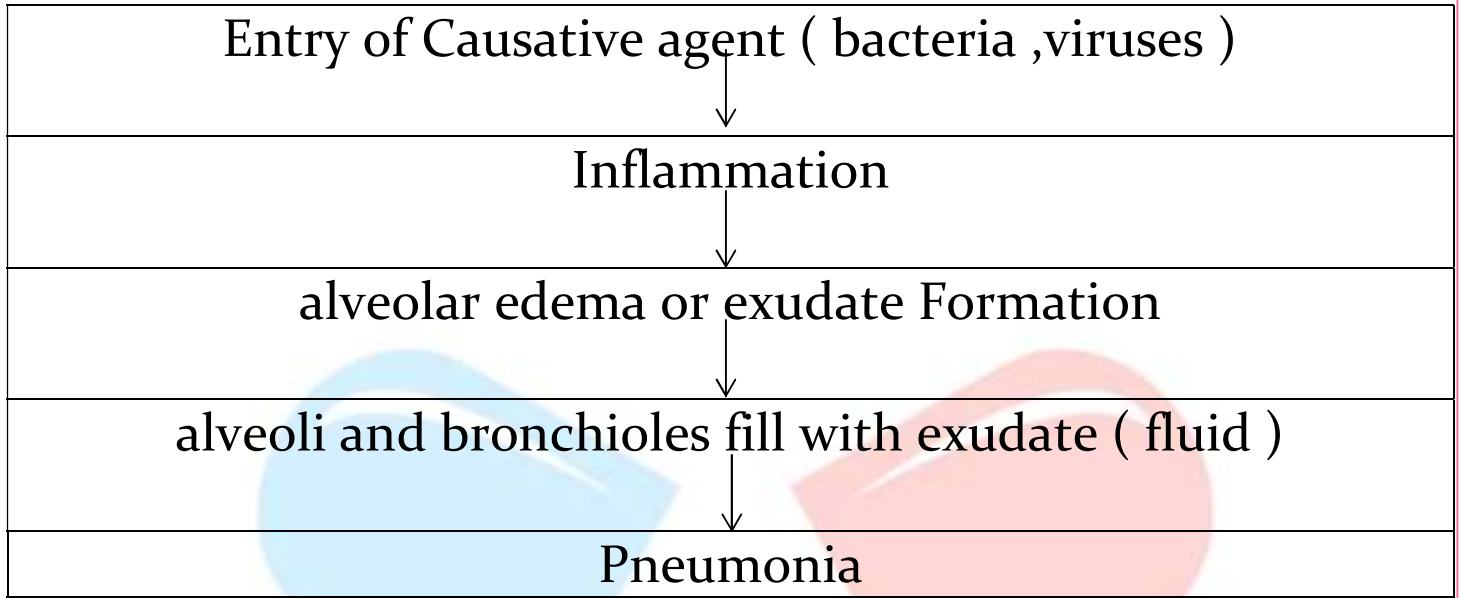 Entry of Causative agent ( bacteria ,viruses )
Inflammation
alveolar edema or exudate Formation
alveoli and bronchioles fill with exudate ( fluid )
Pneumonia